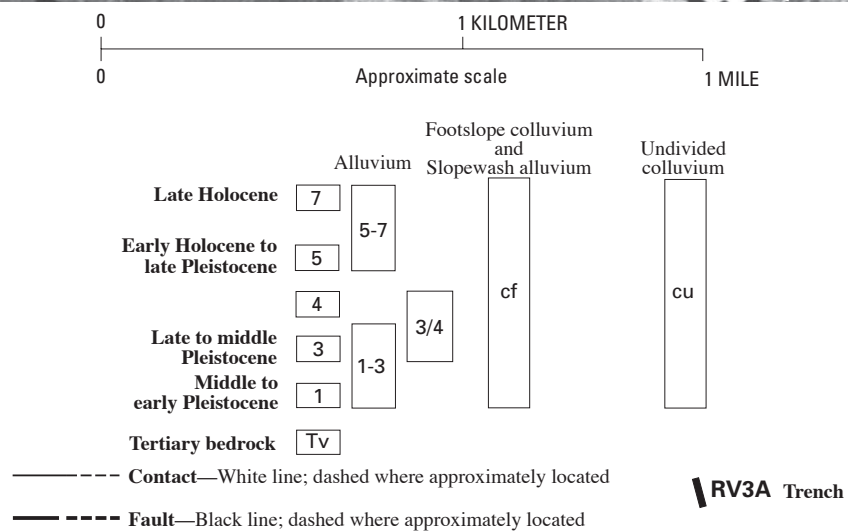 0 1 KILOMETER
0 Approximate scale 1 MILE
Footslope colluvium
and
Alluvium Slopewash alluvium
Undivided
colluvium
Late Holocene 7
5-7
Early Holocene to
late Pleistocene 5
4
3/4
Late to middle
Pleistocene 3
1-3
Middle to
early Pleistocene 1
cf
cu
Tertiary bedrock Tv
Contact—White line; dashed where approximately located
Fault—Black line; dashed where approximately located
RV3A Trench